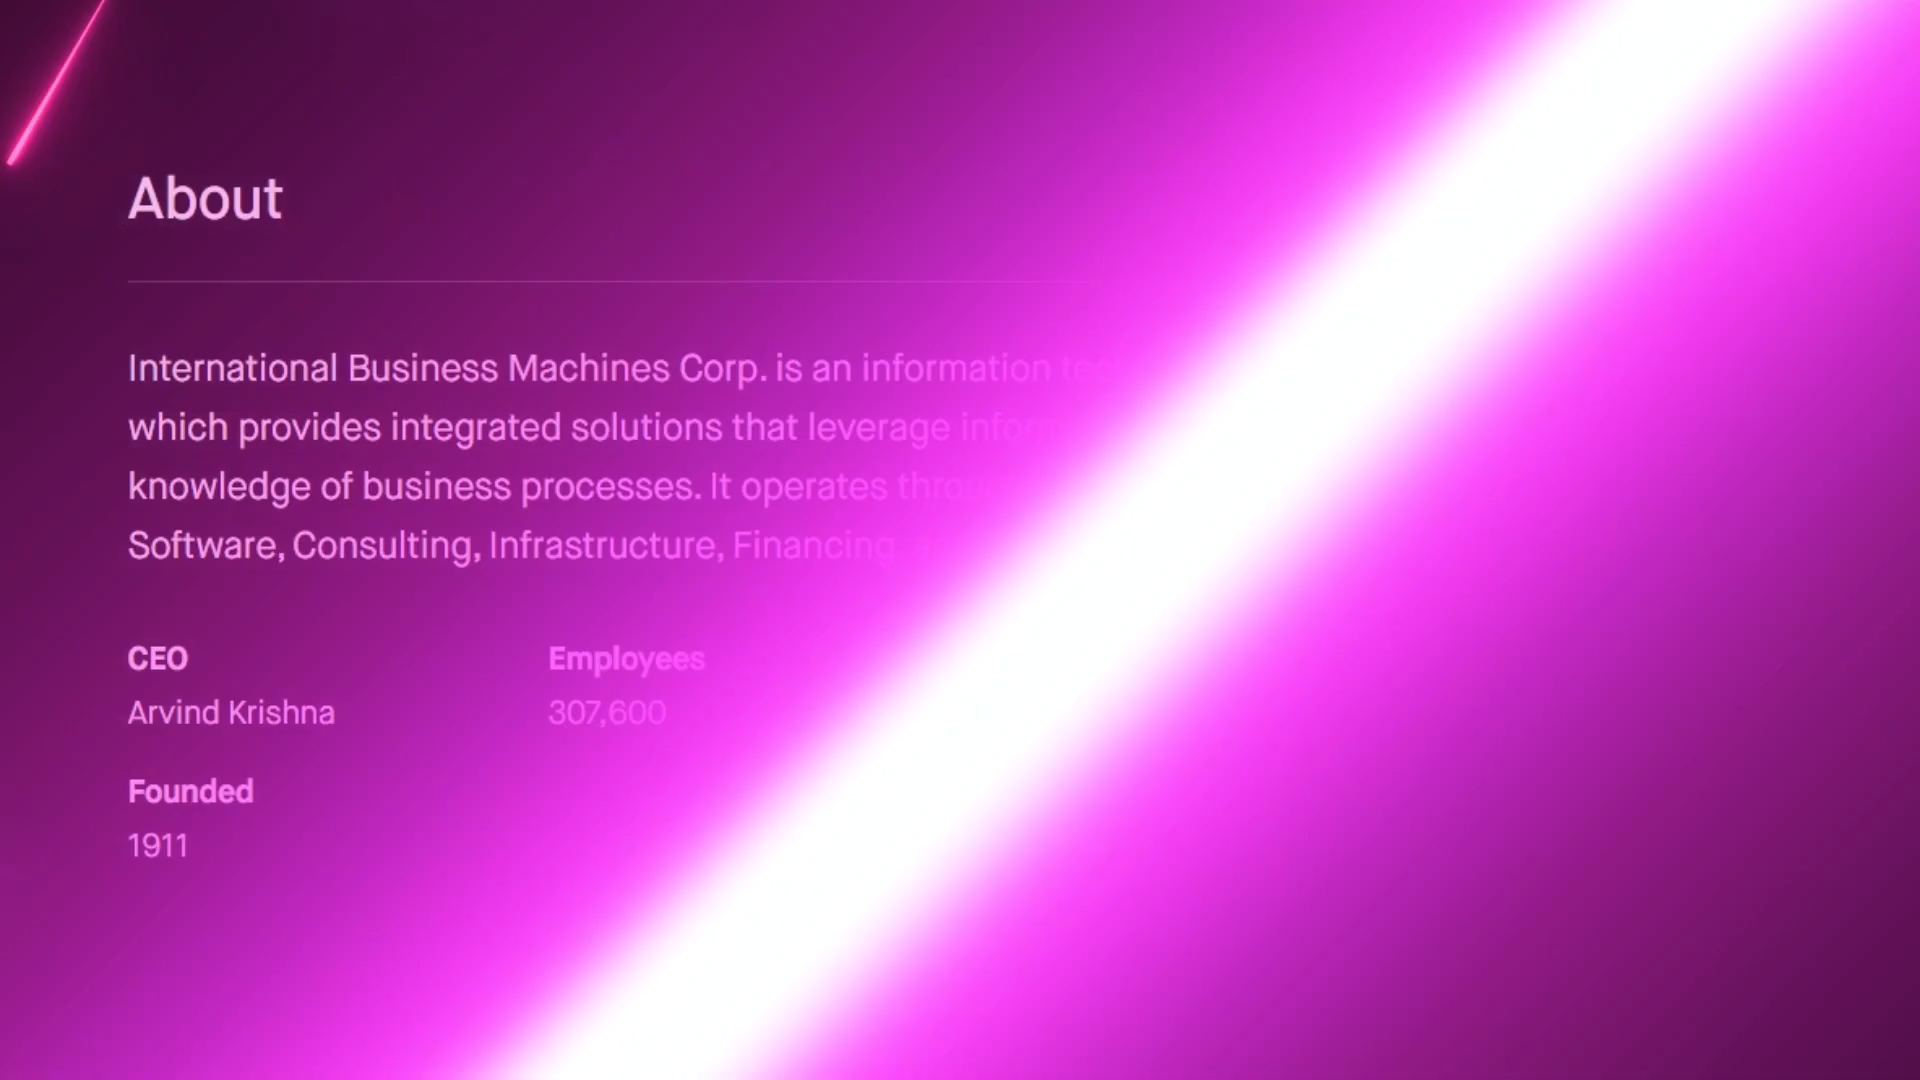 About
International Business Machines Corp. is an information
which provides integrated solutions that leverage
knowledge of business processes. It operates
Software, Consulting, Infrastructure, Financing
CEO
Employees
Arvind Krishna
307,600
Founded
1911